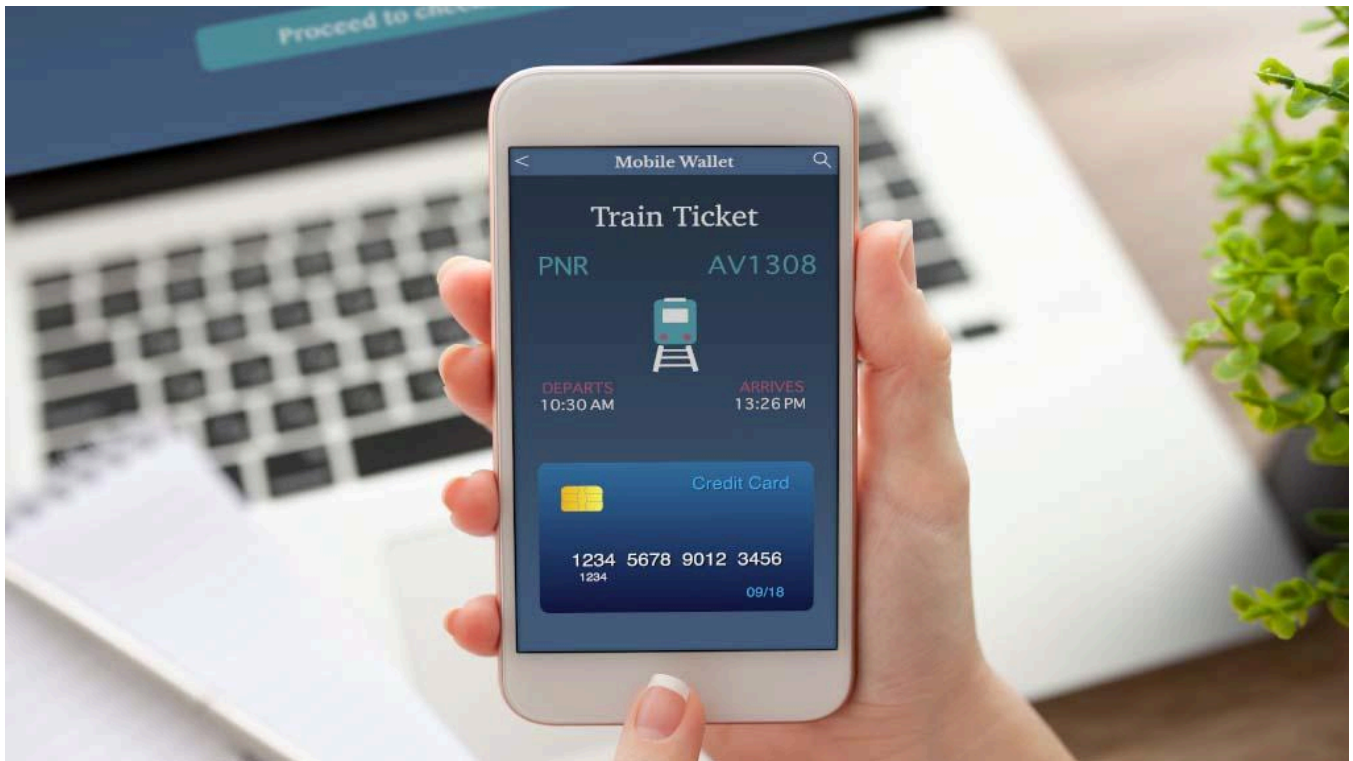 Proceed to
Mobile Wallet
Train Ticket
PNR AV1308
DEPARTS ARRIVES
10:30 AM 13:26 PM
Credit Card
1234 5678 9012 3456
1234
09/18